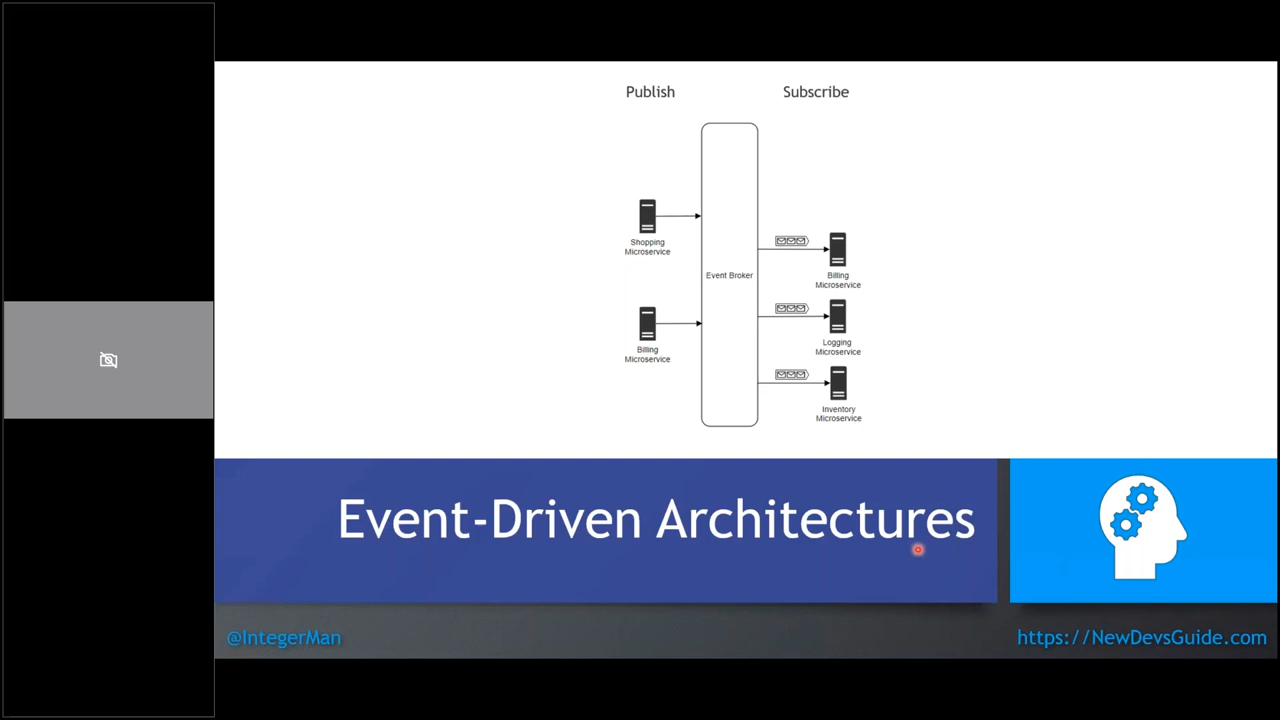 Publish
Subscribe
Shopping
Microservice
Billing
Microservice
Event Broker
Billing
Microservice
Logging
Microservice
Inventory
Microservice
Event-Driven Architectures
@IntegerMan
https://NewDevsGuide.com